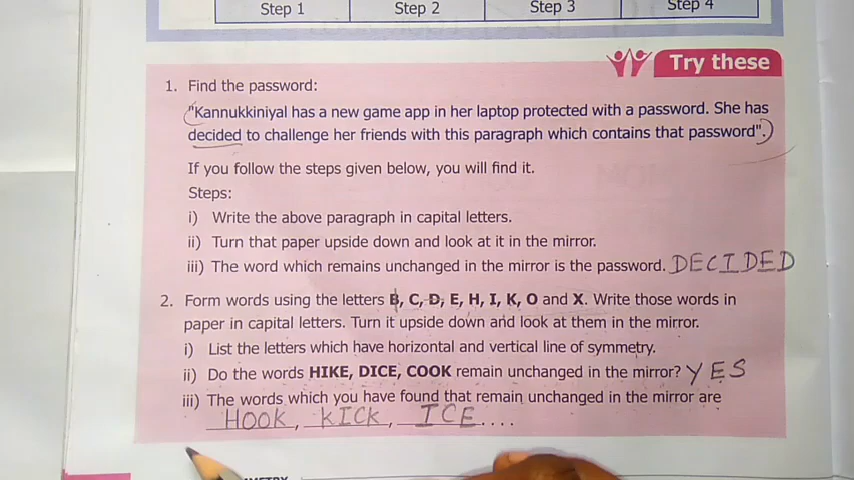 Step 1 Step 2 Step 3 Step 4
Try these
1. Find the password:
"Kannukkiniyal has a new game app in her laptop protected with a password. She has
decided to challenge her friends with this paragraph which contains that password".
If you follow the steps given below, you will find it.
Steps:
i) Write the above paragraph in capital letters.
ii) Turn that paper upside down and look at it in the mirror.
iii) The word which remains unchanged in the mirror is the password. DECIDED
2. Form words using the letters B, C, D, E, H, I, K, O and X. Write those words in
paper in capital letters. Turn it upside down and look at them in the mirror.
i) List the letters which have horizontal and vertical line of symmetry.
ii) Do the words HIKE, DICE, COOK remain unchanged in the mirror? YES
iii) The words which you have found that remain unchanged in the mirror are
HOOK, KICK, ICE....